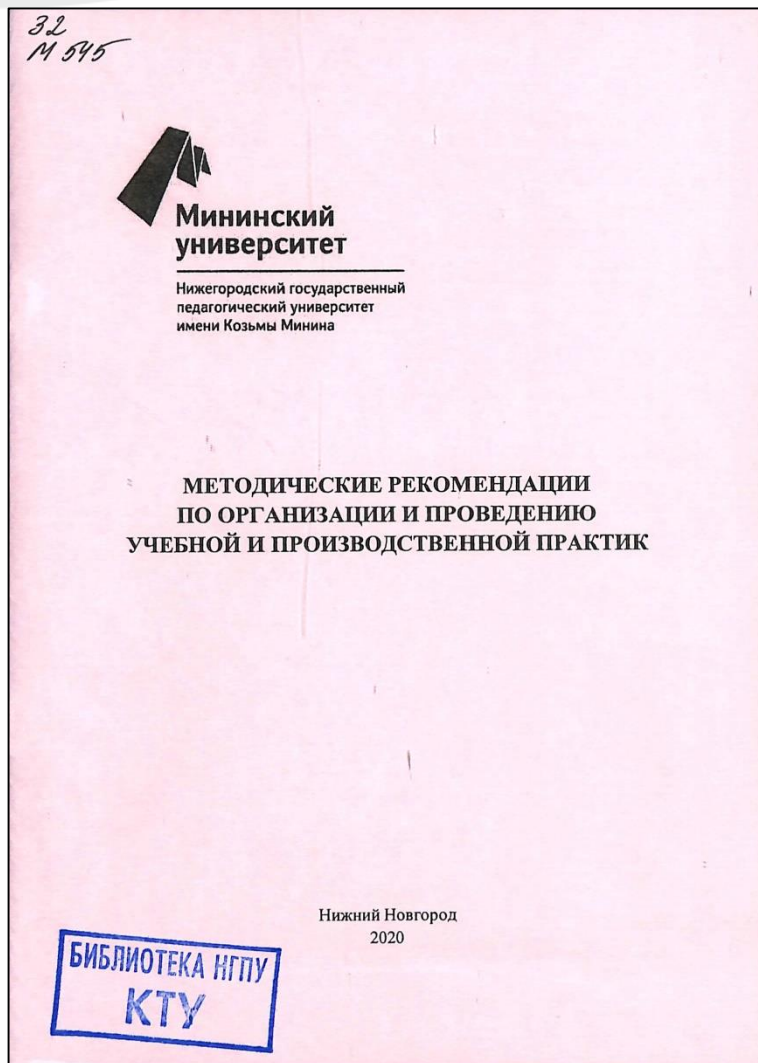 32
М 545
Мининский
университет
Нижегородский государственный
педагогический университет
имени Козьмы Минина
МЕТОДИЧЕСКИЕ РЕКОМЕНДАЦИИ
ПО ОРГАНИЗАЦИИ И ПРОВЕДЕНИЮ
УЧЕБНОЙ И ПРОИЗВОДСТВЕННОЙ ПРАКТИК
Нижний Новгород
2020
БИБЛИОТЕКА НГПУ
КТУ